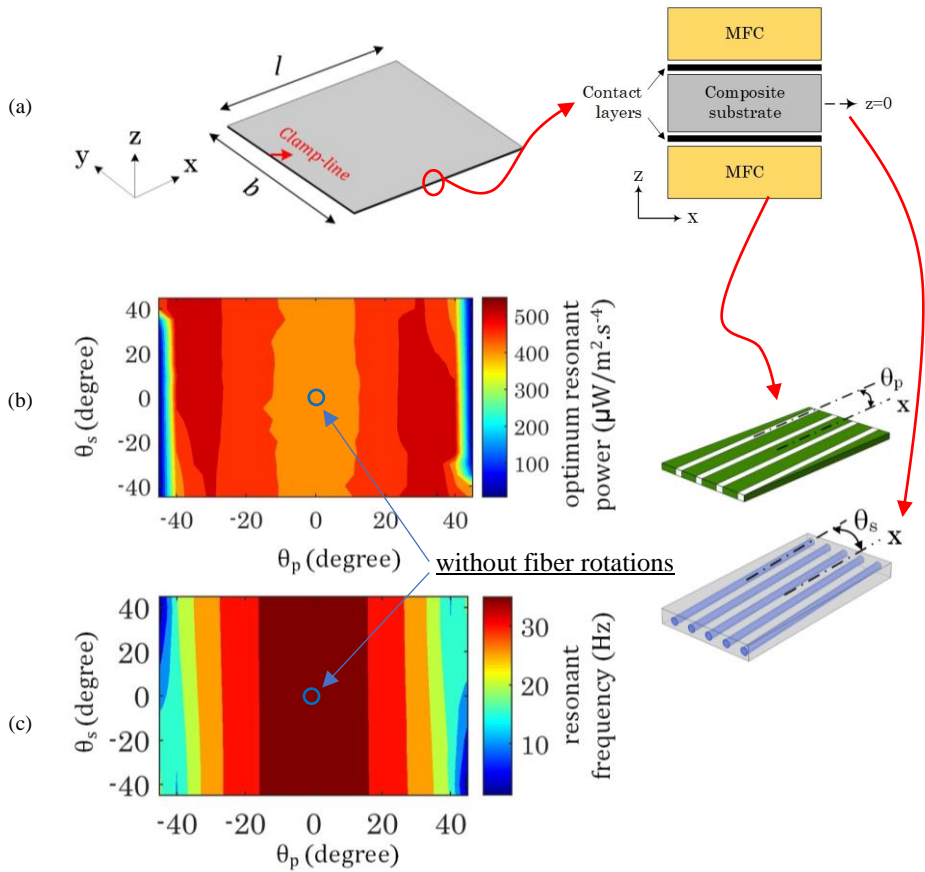 (a)
l
b
Clamp-line
z
y
x
MFC
Contact
layers
Composite
substrate
z=0
MFC
z
x
(b)
θs (degree)
40
20
0
-20
-40
-40
-20
0
20
40
θp (degree)
500
400
300
200
100
optimum resonant
power (μW/m².s⁻⁴)
θp
x
θs
x
without fiber rotations
(c)
θs (degree)
40
20
0
-20
-40
-40
-20
0
20
40
θp (degree)
30
20
10
resonant
frequency (Hz)